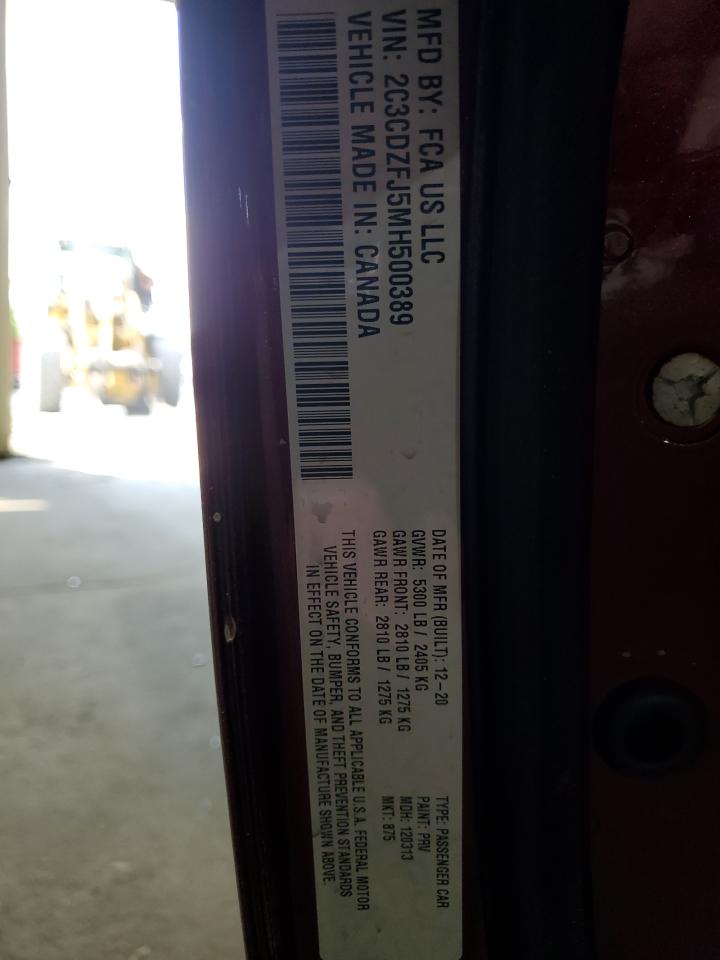 MFD BY: FCA US LLC
VIN: 2C3CDZFJ5MH500389
VEHICLE MADE IN: CANADA
DATE OF MFR (BUILT): 12-20
GVWR: 5300 LB / 2405 KG
GAWR FRONT: 2810 LB / 1275 KG
GAWR REAR: 2810 LB / 1275 KG
TYPE: PASSENGER CAR
PAINT: PRV
MDH: 120313
MKT: 875
THIS VEHICLE CONFORMS TO ALL APPLICABLE U.S.A. FEDERAL MOTOR
VEHICLE SAFETY, BUMPER, AND THEFT PREVENTION STANDARDS
IN EFFECT ON THE DATE OF MANUFACTURE SHOWN ABOVE.